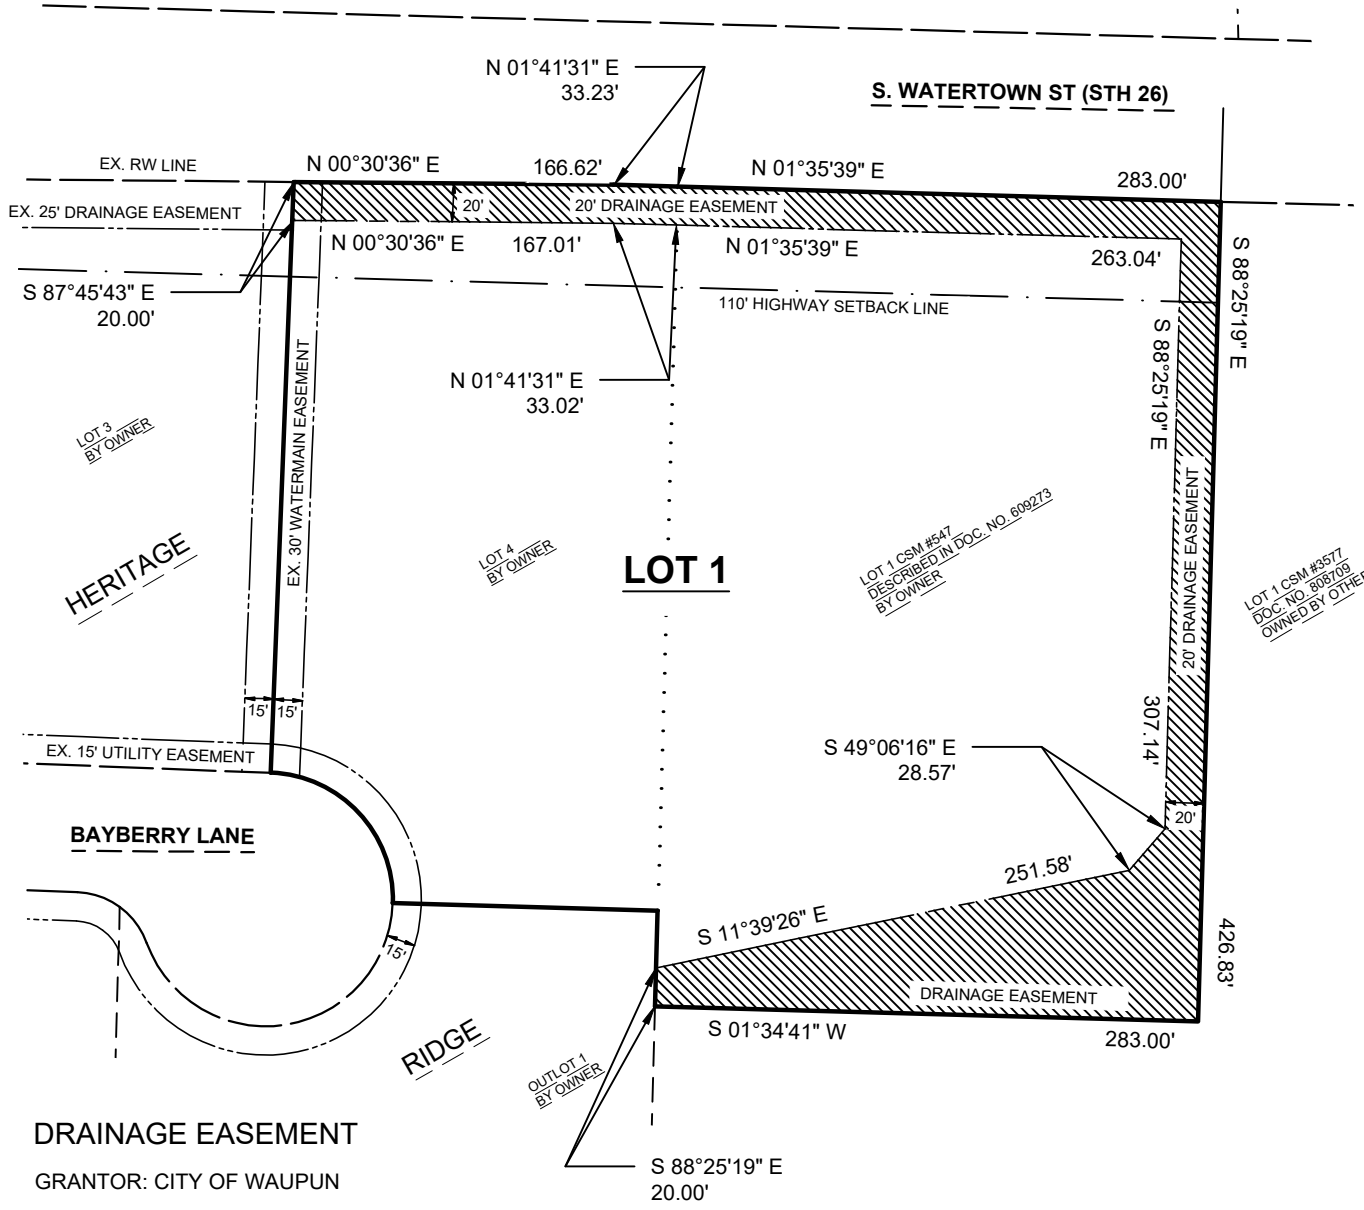 N 01°41'31" E
33.23'
S. WATERTOWN ST (STH 26)
EX. RW LINE
N 00°30'36" E
166.62'
N 01°35'39" E
283.00'
EX. 25' DRAINAGE EASEMENT
20'
20' DRAINAGE EASEMENT
N 00°30'36" E
167.01'
N 01°35'39" E
263.04'
S 88°25'19" E
S 87°45'43" E
20.00'
110' HIGHWAY SETBACK LINE
S 88°25'19" E
N 01°41'31" E
33.02'
EX. 30' WATERMAIN EASEMENT
LOT 3
BY OWNER
HERITAGE
LOT 4
BY OWNER
LOT 1
LOT 1 CSM #547
DESCRIBED IN DOC. NO. 609273
BY OWNER
20' DRAINAGE EASEMENT
LOT 1 CSM #3577
DOC. NO. 808709
OWNED BY OTHER
15'
15'
307.14'
EX. 15' UTILITY EASEMENT
S 49°06'16" E
28.57'
20'
BAYBERRY LANE
251.58'
S 11°39'26" E
15'
426.83'
DRAINAGE EASEMENT
S 01°34'41" W
283.00'
RIDGE
OUTLOT 1
BY OWNER
DRAINAGE EASEMENT
GRANTOR: CITY OF WAUPUN
S 88°25'19" E
20.00'